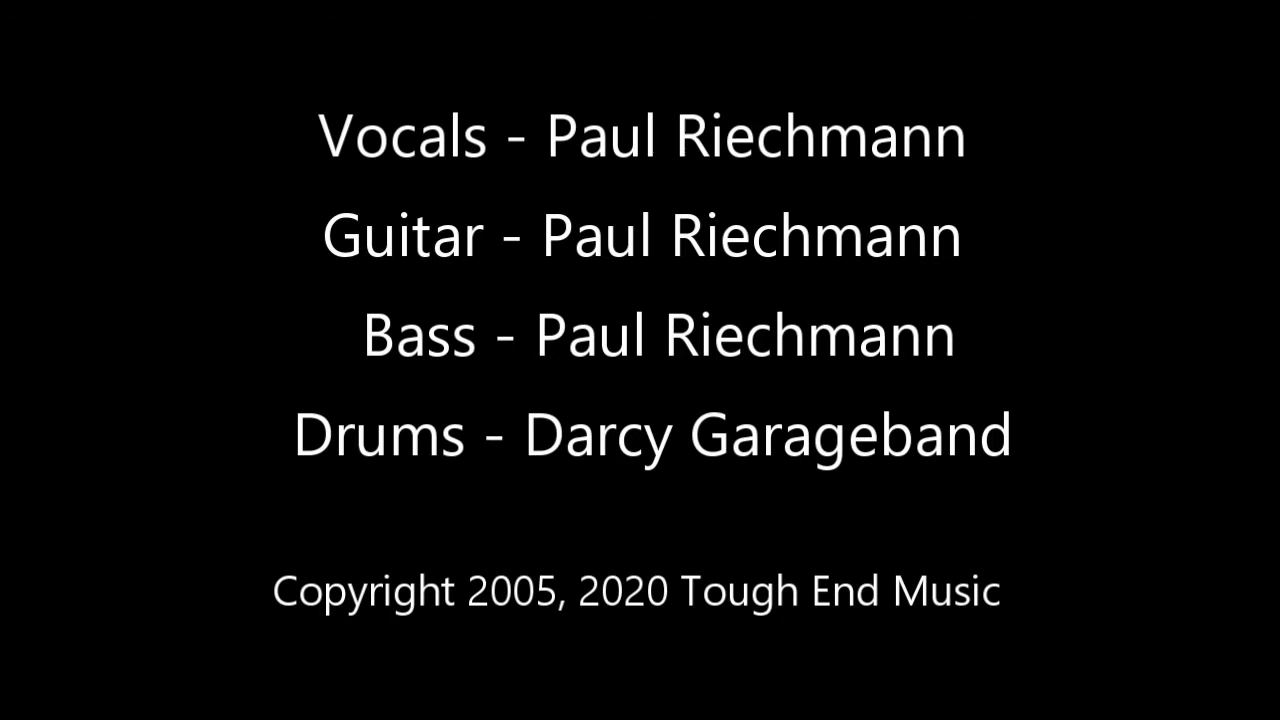 Vocals - Paul Riechmann
Guitar - Paul Riechmann
Bass - Paul Riechmann
Drums - Darcy Garageband
Copyright 2005, 2020 Tough End Music